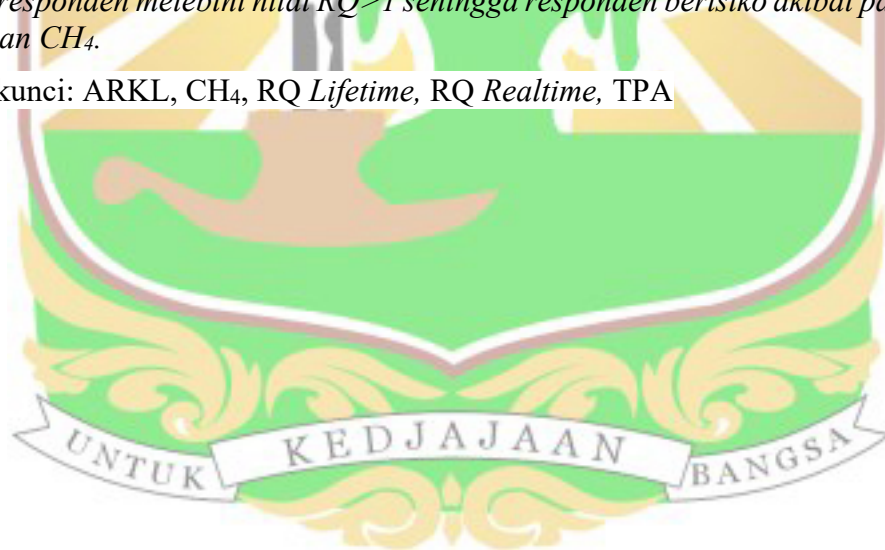 responden melebihi nilai RQ>1 sehingga responden berisiko akibat pa
an CH₄.
kunci: ARKL, CH₄, RQ Lifetime, RQ Realtime, TPA
UNTUK KEDJAJAAN BANGSA